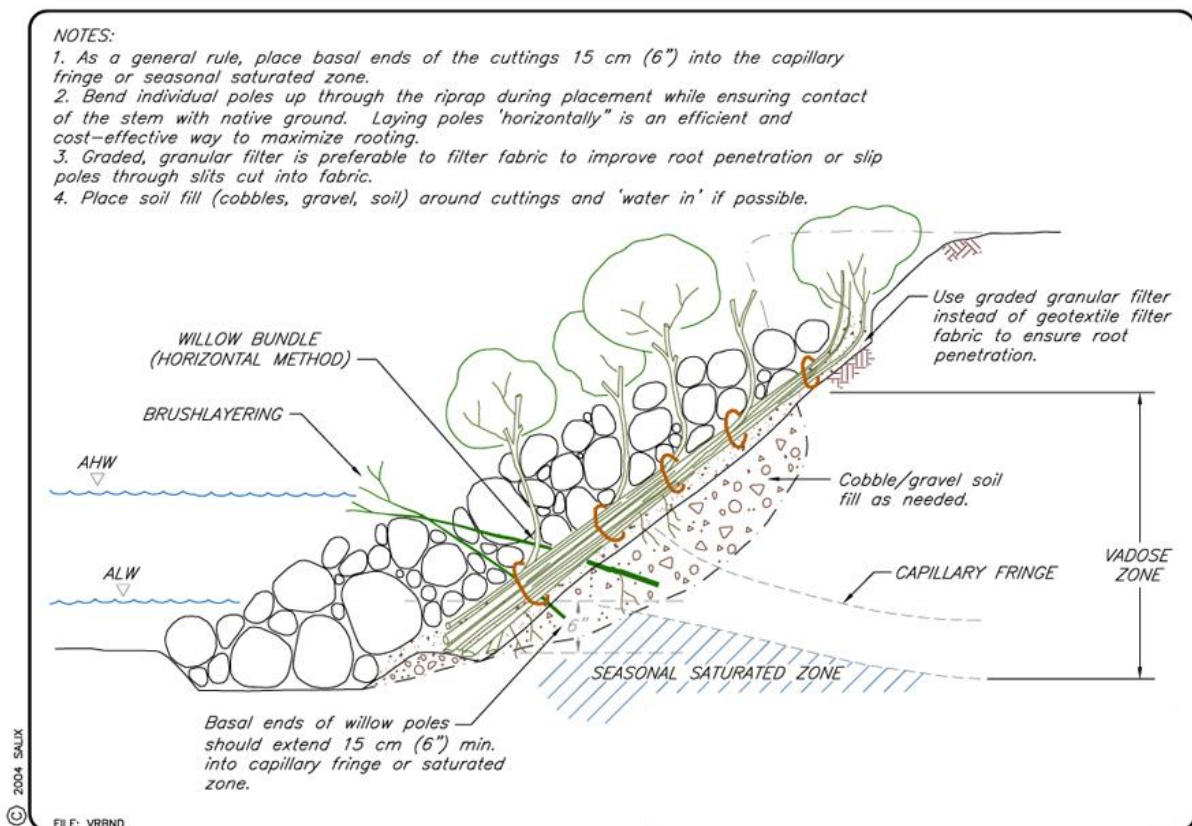 NOTES:
1. As a general rule, place basal ends of the cuttings 15 cm (6") into the capillary
fringe or seasonal saturated zone.
2. Bend individual poles up through the riprap during placement while ensuring contact
of the stem with native ground. Laying poles 'horizontally" is an efficient and
cost-effective way to maximize rooting.
3. Graded, granular filter is preferable to filter fabric to improve root penetration or slip
poles through slits cut into fabric.
4. Place soil fill (cobbles, gravel, soil) around cuttings and 'water in' if possible.
WILLOW BUNDLE
(HORIZONTAL METHOD)
BRUSHLAYERING
AHW
ALW
Use graded granular filter
instead of geotextile filter
fabric to ensure root
penetration.
Cobble/gravel soil
fill as needed.
VADOSE
ZONE
CAPILLARY FRINGE
6"
SEASONAL SATURATED ZONE
Basal ends of willow poles
should extend 15 cm (6") min.
into capillary fringe or saturated
zone.
© 2004 SALIX
FILE: VRBND